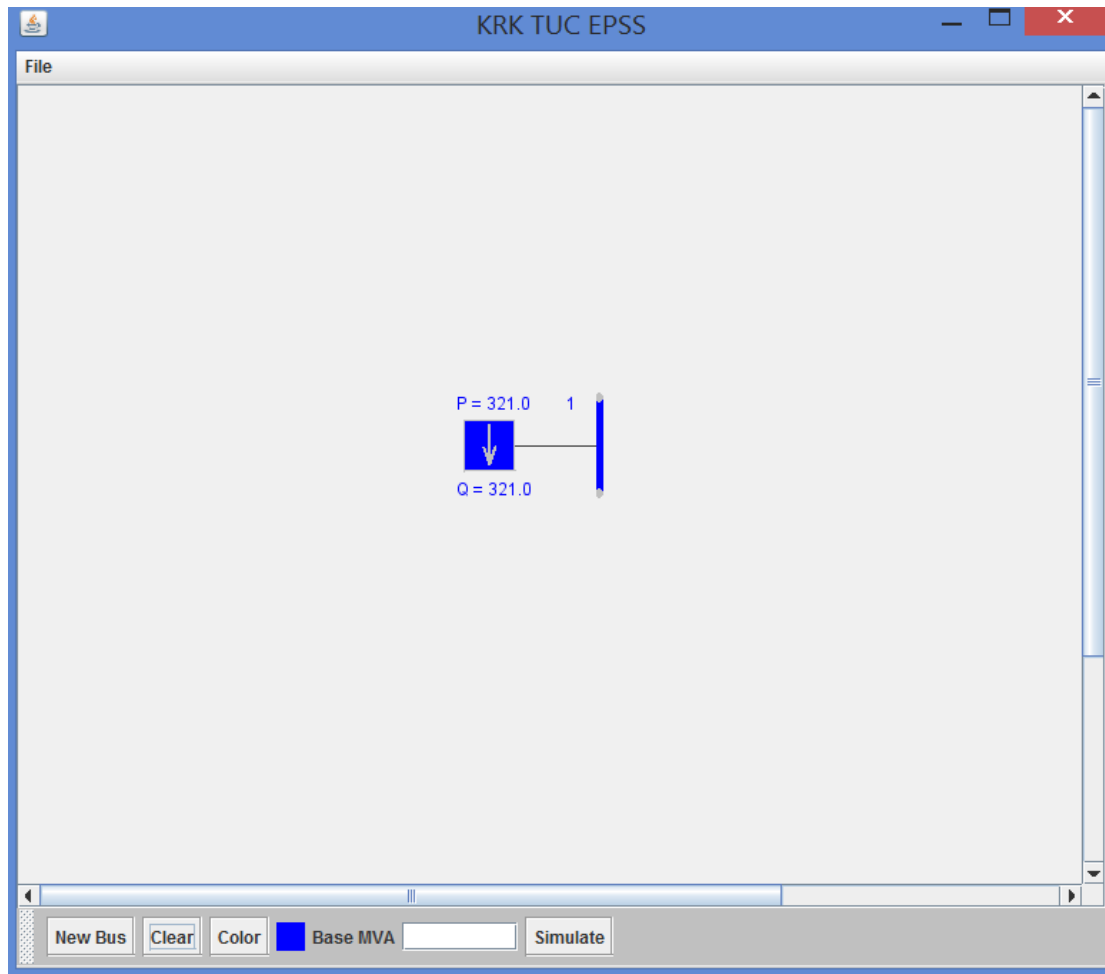 KRK TUC EPSS
File
P = 321.0 1
Q = 321.0
New Bus Clear Color Base MVA Simulate